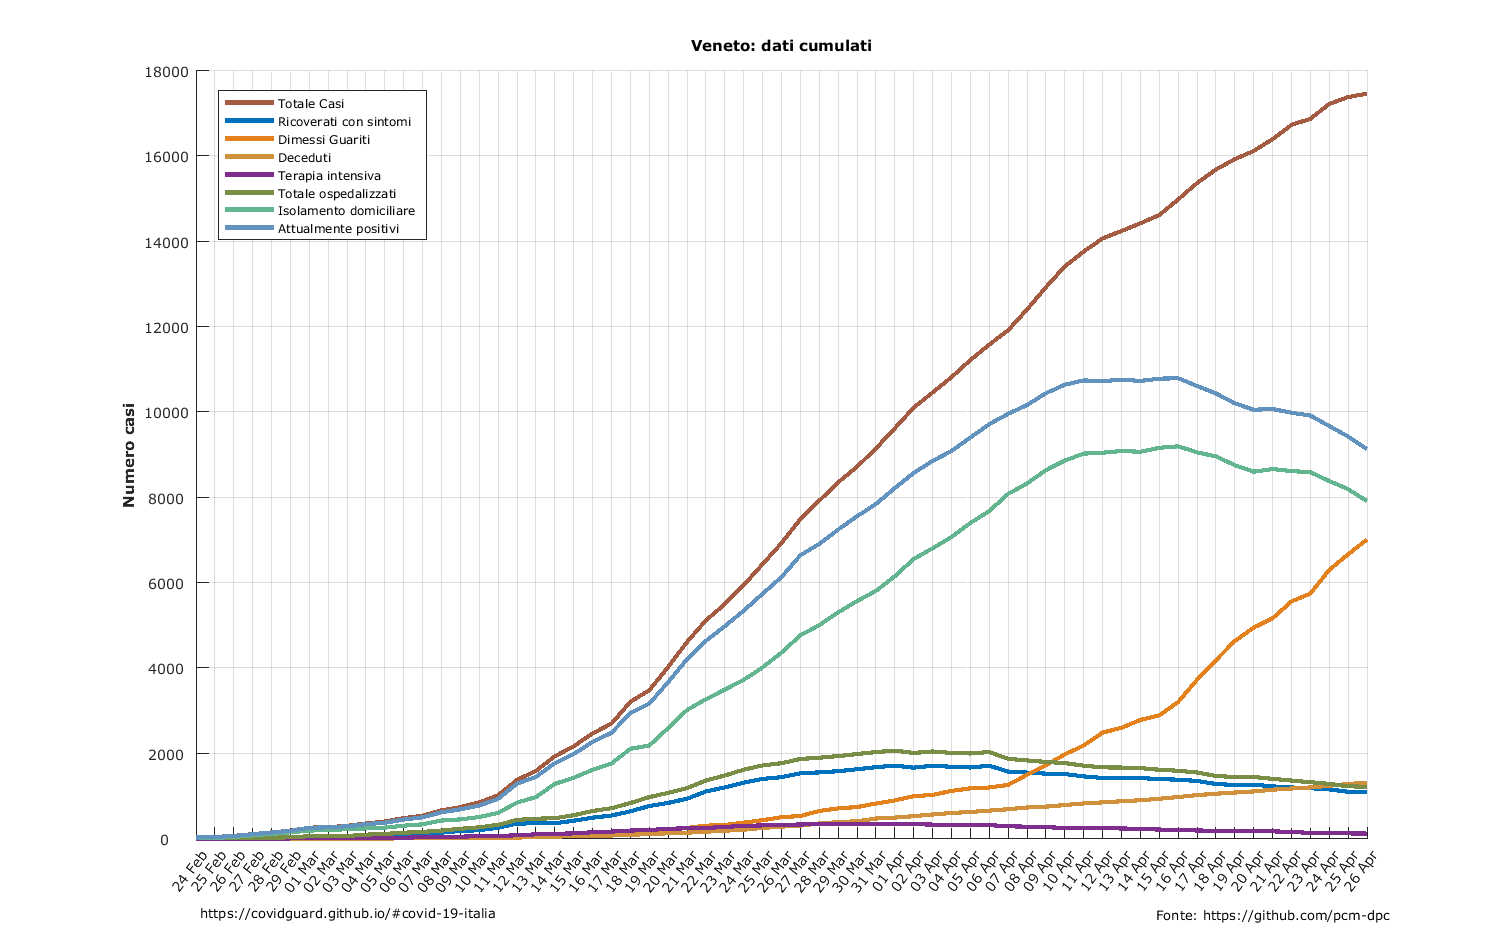 Veneto: dati cumulati
18000
16000
14000
12000
10000
8000
6000
4000
2000
0
Numero casi
Totale Casi
Ricoverati con sintomi
Dimessi Guariti
Deceduti
Terapia intensiva
Totale ospedalizzati
Isolamento domiciliare
Attualmente positivi
24 Feb
25 Feb
26 Feb
27 Feb
28 Feb
29 Feb
01 Mar
02 Mar
03 Mar
04 Mar
05 Mar
06 Mar
07 Mar
08 Mar
09 Mar
10 Mar
11 Mar
12 Mar
13 Mar
14 Mar
15 Mar
16 Mar
17 Mar
18 Mar
19 Mar
20 Mar
21 Mar
22 Mar
23 Mar
24 Mar
25 Mar
26 Mar
27 Mar
28 Mar
29 Mar
30 Mar
31 Mar
01 Apr
02 Apr
03 Apr
04 Apr
05 Apr
06 Apr
07 Apr
08 Apr
09 Apr
10 Apr
11 Apr
12 Apr
13 Apr
14 Apr
15 Apr
16 Apr
17 Apr
18 Apr
19 Apr
20 Apr
21 Apr
22 Apr
23 Apr
24 Apr
25 Apr
26 Apr
https://covidguard.github.io/#covid-19-italia
Fonte: https://github.com/pcm-dpc